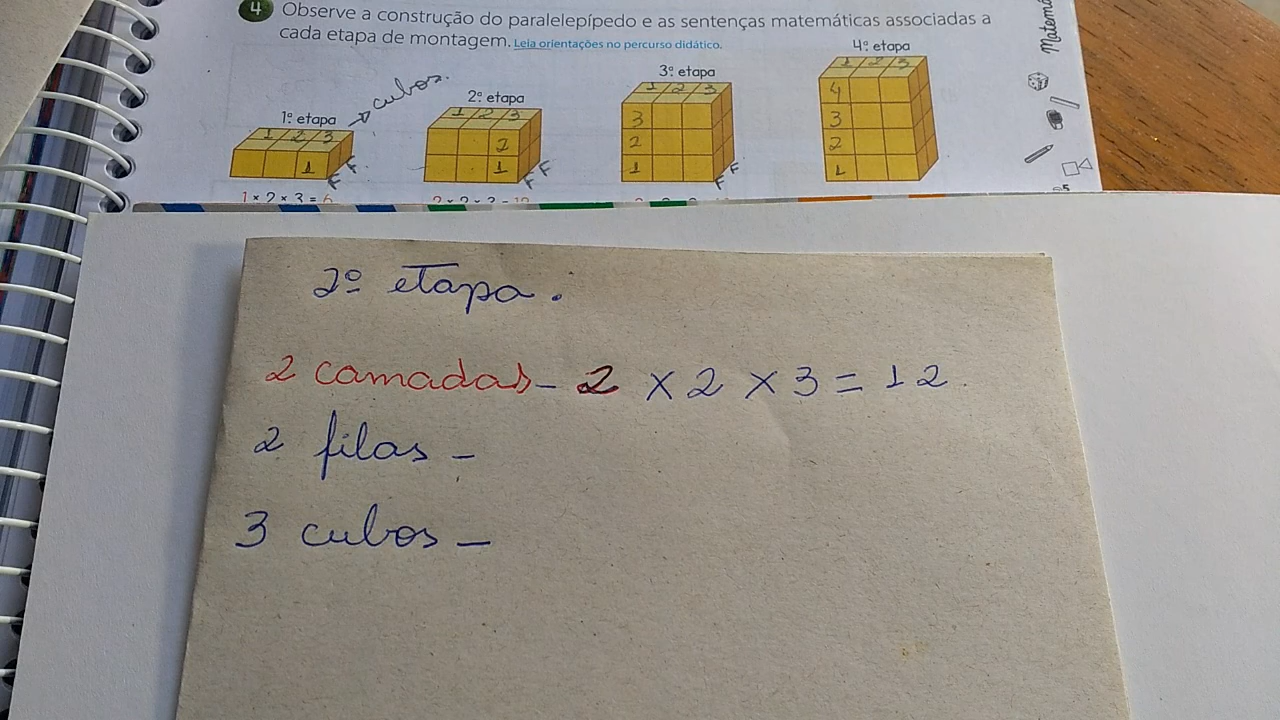 4 Observe a construção do paralelepípedo e as sentenças matemáticas associadas a
cada etapa de montagem. Leia orientações no percurso didático.
Matemá
1ª etapa
cubos.
1 2 3
1
F F
1 × 2 × 3 = 6
2ª etapa
1 2 3
2
1
F F
3ª etapa
1 2 3
3
2
1
F F
4ª etapa
1 2 3
4
3
2
1
2º etapa.
2 camadas - 2 × 2 × 3 = 12.
2 filas -
3 cubos -